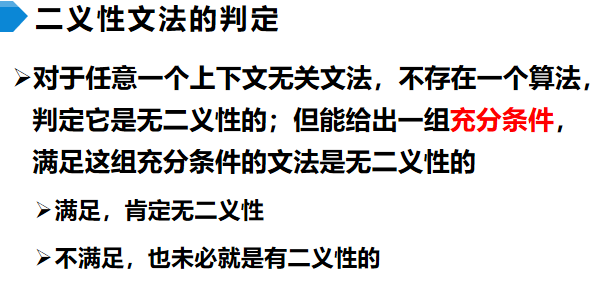 二义性文法的判定
对于任意一个上下文无关文法，不存在一个算法，
判定它是无二义性的；但能给出一组充分条件，
满足这组充分条件的文法是无二义性的
满足，肯定无二义性
不满足，也未必就是有二义性的